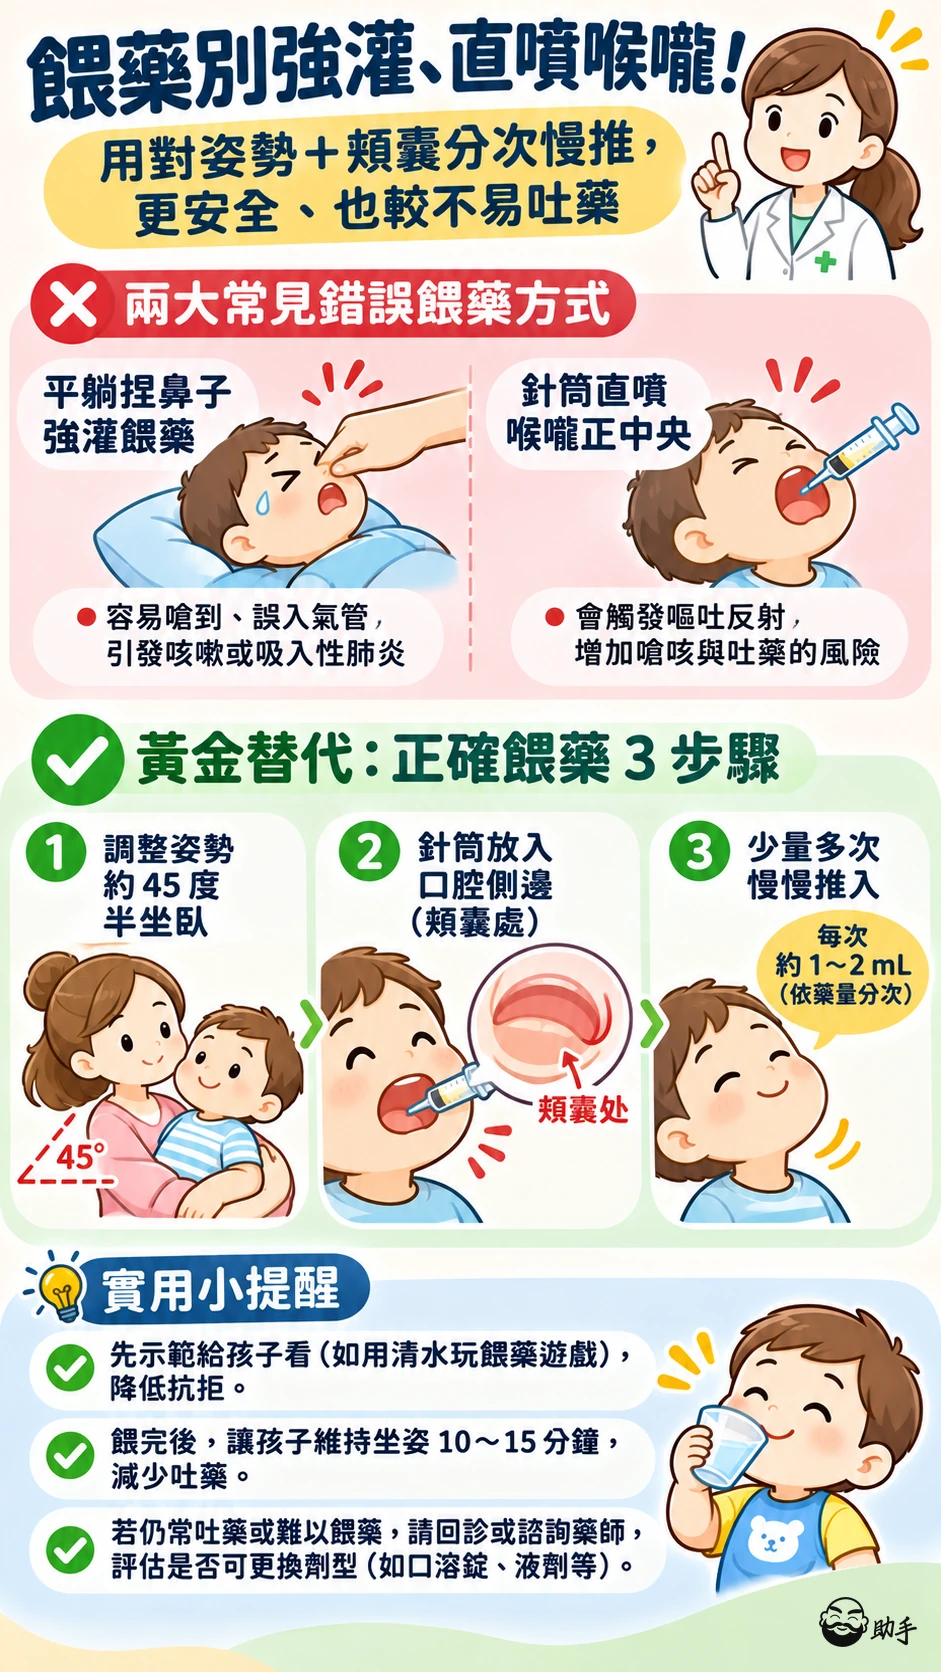 餵藥別強灌、直噴喉嚨!
用對姿勢＋頰囊分次慢推，
更安全、也較不易吐藥
兩大常見錯誤餵藥方式
平躺捏鼻子
強灌餵藥
容易嗆到、誤入氣管，
引發咳嗽或吸入性肺炎
針筒直噴
喉嚨正中央
會觸發嘔吐反射，
增加嗆咳與吐藥的風險
黃金替代：正確餵藥 3 步驟
1
調整姿勢
約 45 度
半坐臥
45°
2
針筒放入
口腔側邊
（頰囊處）
頰囊处
3
少量多次
慢慢推入
每次
約 1～2 mL
（依藥量分次）
實用小提醒
先示範給孩子看（如用清水玩餵藥遊戲），
降低抗拒。
餵完後，讓孩子維持坐姿 10～15 分鐘，
減少吐藥。
若仍常吐藥或難以餵藥，請回診或諮詢藥師，
評估是否可更換劑型（如口溶錠、液劑等）。
助手